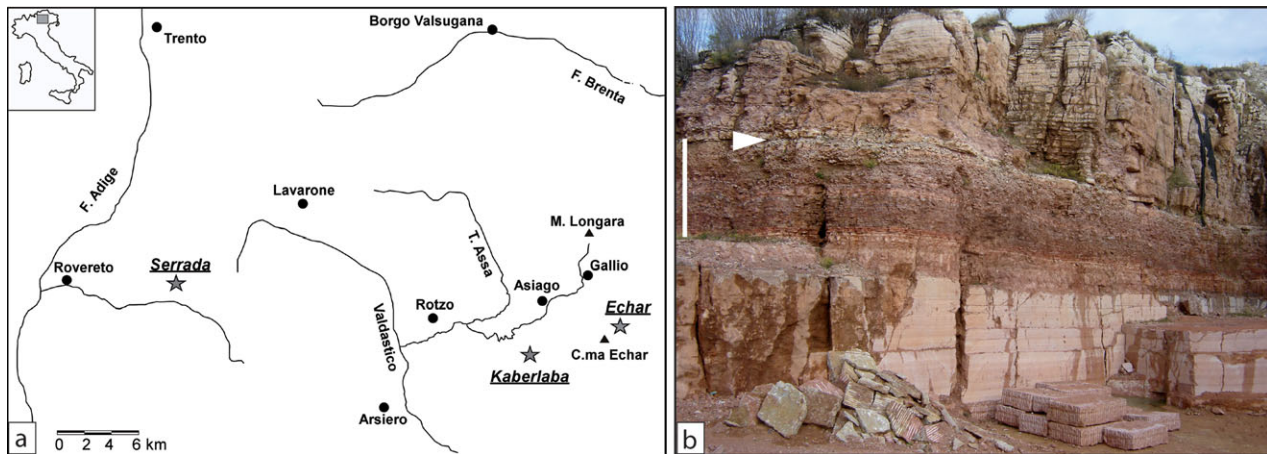 Trento
Borgo Valsugana
F. Brenta
F. Adige
Lavarone
M. Longara
T. Assa
Rovereto
Serrada
Gallio
Asiago
Rotzo
Echar
Valdastico
C.ma Echar
Kaberlaba
Arsiero
a
0 2 4 6 km
b